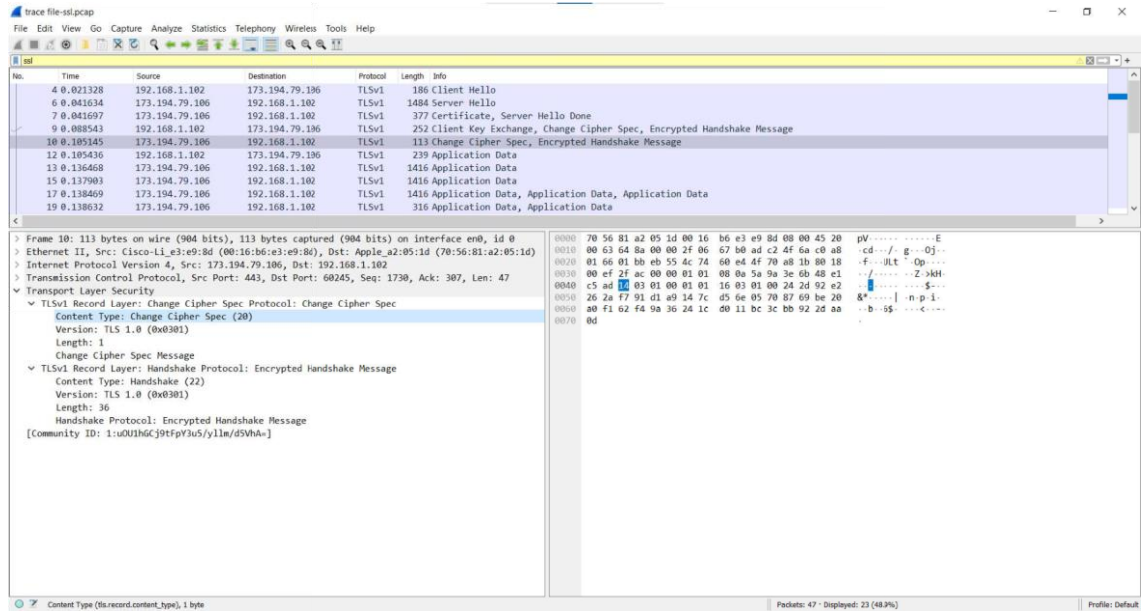 trace file-ssl.pcap
File Edit View Go Capture Analyze Statistics Telephony Wireless Tools Help
ssl
No. Time Source Destination Protocol Length Info
4 0.021328 192.168.1.102 173.194.79.106 TLSv1 186 Client Hello
6 0.041634 173.194.79.106 192.168.1.102 TLSv1 1484 Server Hello
7 0.041697 173.194.79.106 192.168.1.102 TLSv1 377 Certificate, Server Hello Done
9 0.088543 192.168.1.102 173.194.79.106 TLSv1 252 Client Key Exchange, Change Cipher Spec, Encrypted Handshake Message
10 0.105145 173.194.79.106 192.168.1.102 TLSv1 113 Change Cipher Spec, Encrypted Handshake Message
12 0.105436 192.168.1.102 173.194.79.106 TLSv1 239 Application Data
13 0.136468 173.194.79.106 192.168.1.102 TLSv1 1416 Application Data
15 0.137903 173.194.79.106 192.168.1.102 TLSv1 1416 Application Data
17 0.138469 173.194.79.106 192.168.1.102 TLSv1 1416 Application Data, Application Data, Application Data
19 0.138632 173.194.79.106 192.168.1.102 TLSv1 316 Application Data, Application Data
Frame 10: 113 bytes on wire (904 bits), 113 bytes captured (904 bits) on interface en0, id 0
Ethernet II, Src: Cisco-Li_e3:e9:8d (00:16:b6:e3:e9:8d), Dst: Apple_a2:05:1d (70:56:81:a2:05:1d)
Internet Protocol Version 4, Src: 173.194.79.106, Dst: 192.168.1.102
Transmission Control Protocol, Src Port: 443, Dst Port: 60245, Seq: 1730, Ack: 307, Len: 47
Transport Layer Security
TLSv1 Record Layer: Change Cipher Spec Protocol: Change Cipher Spec
Content Type: Change Cipher Spec (20)
Version: TLS 1.0 (0x0301)
Length: 1
Change Cipher Spec Message
TLSv1 Record Layer: Handshake Protocol: Encrypted Handshake Message
Content Type: Handshake (22)
Version: TLS 1.0 (0x0301)
Length: 36
Handshake Protocol: Encrypted Handshake Message
[Community ID: 1:uOU1hGCj9tFpY3u5/yllm/d5VhA=]
0000 70 56 81 a2 05 1d 00 16 b6 e3 e9 8d 08 00 45 20 pV······ ······E
0010 00 63 64 8a 00 00 2f 06 67 b0 ad c2 4f 6a c0 a8 ·cd···/· g···Oj··
0020 01 66 01 bb eb 55 4c 74 60 e4 4f 70 a8 1b 80 18 ·f···ULt `·Op····
0030 00 ef 2f ac 00 00 01 01 08 0a 5a 9a 3e 6b 48 e1 ··/····· ··Z·>kH·
0040 c5 ad 14 03 01 00 01 01 16 03 01 00 24 2d 92 e2
0050 26 2a f7 91 d1 a9 14 7c d5 6e 05 70 87 69 be 20
0060 a0 f1 62 f4 9a 36 24 1c d0 11 bc 3c bb 92 2d aa
0070 0d
Content Type (tls.record.content_type), 1 byte
Packets: 47 · Displayed: 23 (48.9%)
Profile: Default